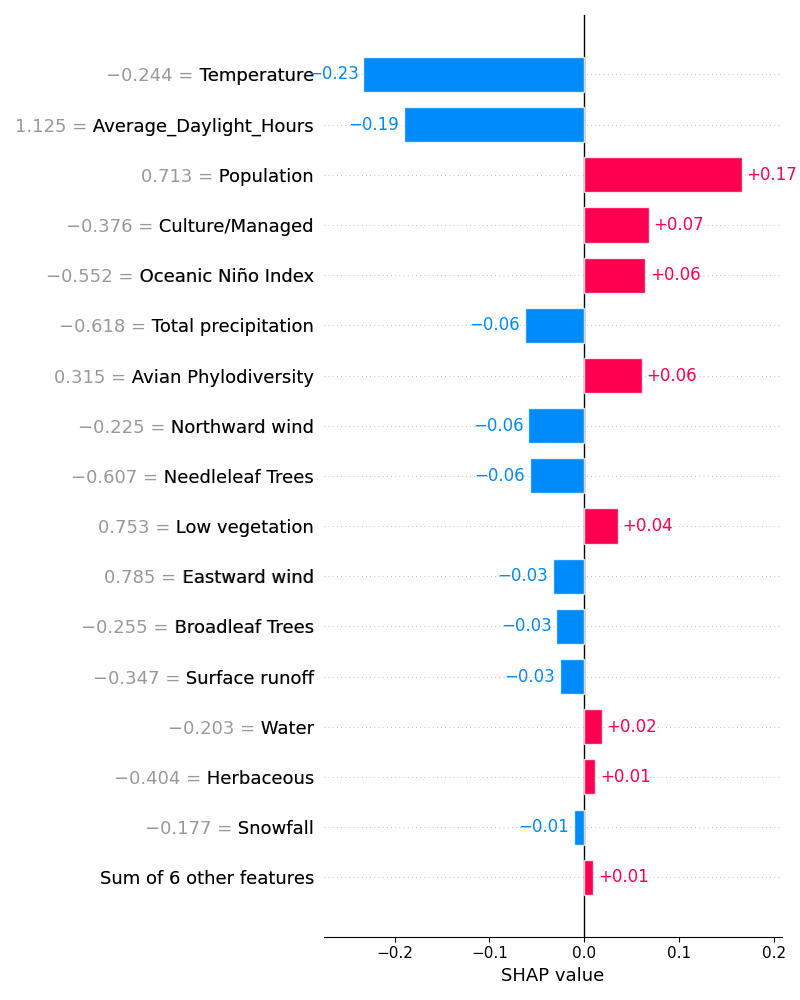 −0.244 = Temperature −0.23
1.125 = Average_Daylight_Hours −0.19
0.713 = Population +0.17
−0.376 = Culture/Managed +0.07
−0.552 = Oceanic Niño Index +0.06
−0.618 = Total precipitation −0.06
0.315 = Avian Phylodiversity +0.06
−0.225 = Northward wind −0.06
−0.607 = Needleleaf Trees −0.06
0.753 = Low vegetation +0.04
0.785 = Eastward wind −0.03
−0.255 = Broadleaf Trees −0.03
−0.347 = Surface runoff −0.03
−0.203 = Water +0.02
−0.404 = Herbaceous +0.01
−0.177 = Snowfall −0.01
Sum of 6 other features +0.01
−0.2 −0.1 0.0 0.1 0.2
SHAP value